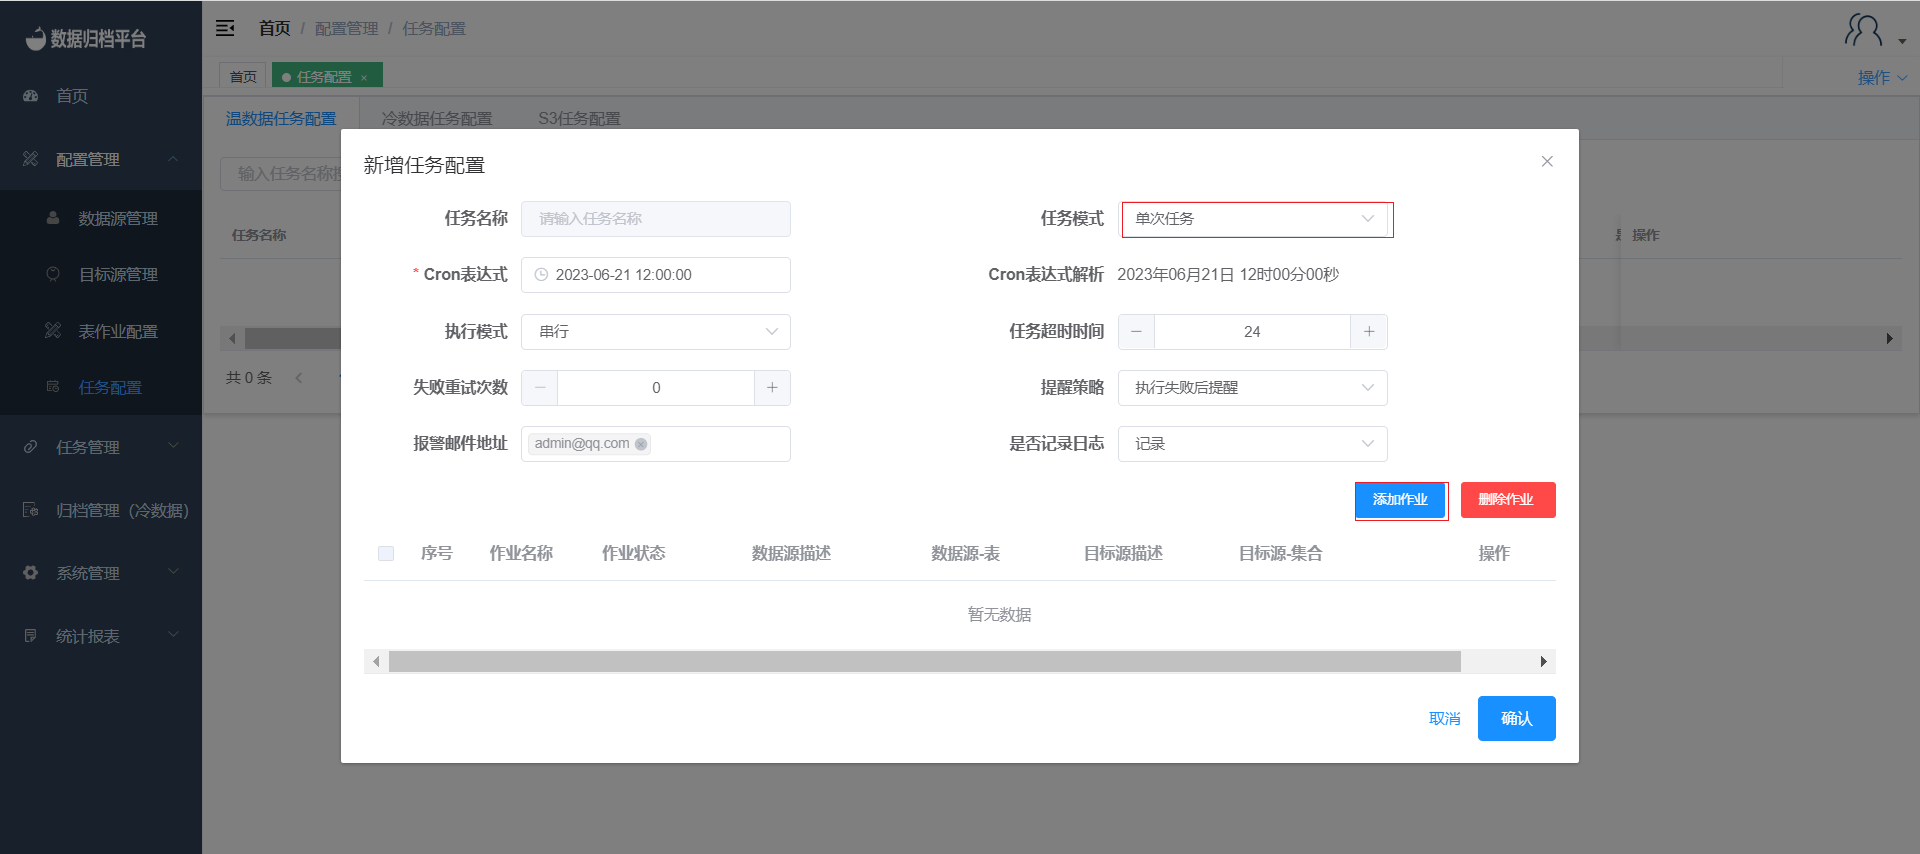 数据归档平台
首页 / 配置管理 / 任务配置
首页
任务配置 ×
操作
首页
配置管理
数据源管理
目标源管理
表作业配置
任务配置
任务管理
归档管理（冷数据）
系统管理
统计报表
温数据任务配置
冷数据任务配置
S3任务配置
输入任务名称
任务名称
操作
共 0 条
新增任务配置
任务名称 请输入任务名称
任务模式 单次任务
* Cron表达式 2023-06-21 12:00:00
Cron表达式解析 2023年06月21日 12时00分00秒
执行模式 串行
任务超时时间 − 24 +
失败重试次数 − 0 +
提醒策略 执行失败后提醒
报警邮件地址 admin@qq.com
是否记录日志 记录
添加作业 删除作业
序号 作业名称 作业状态 数据源描述 数据源-表 目标源描述 目标源-集合 操作
暂无数据
取消 确认